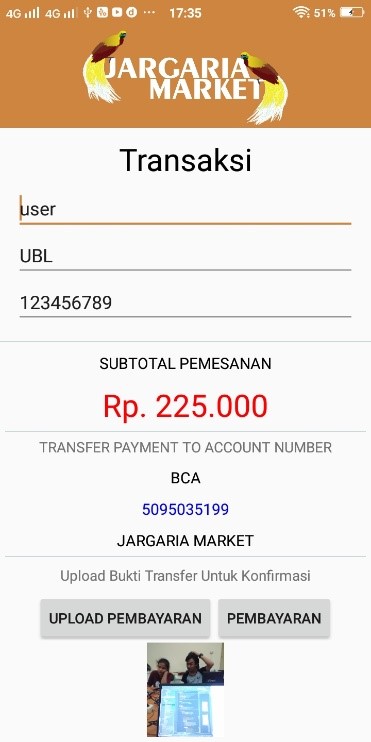 4G 4G 17:35 51%
JARGARIA
MARKET
Transaksi
user
UBL
123456789
SUBTOTAL PEMESANAN
Rp. 225.000
TRANSFER PAYMENT TO ACCOUNT NUMBER
BCA
5095035199
JARGARIA MARKET
Upload Bukti Transfer Untuk Konfirmasi
UPLOAD PEMBAYARAN PEMBAYARAN